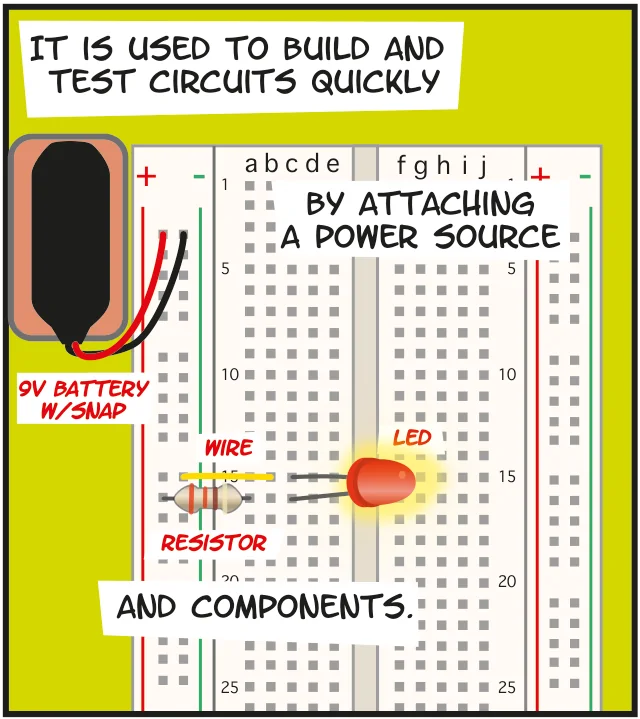 IT IS USED TO BUILD AND
TEST CIRCUITS QUICKLY
+ -
a b c d e
f g h i j
+ -
1
BY ATTACHING
A POWER SOURCE
5 5
10 10
9V BATTERY
W/SNAP
WIRE
LED
15 15
RESISTOR
20 20
AND COMPONENTS.
25 25